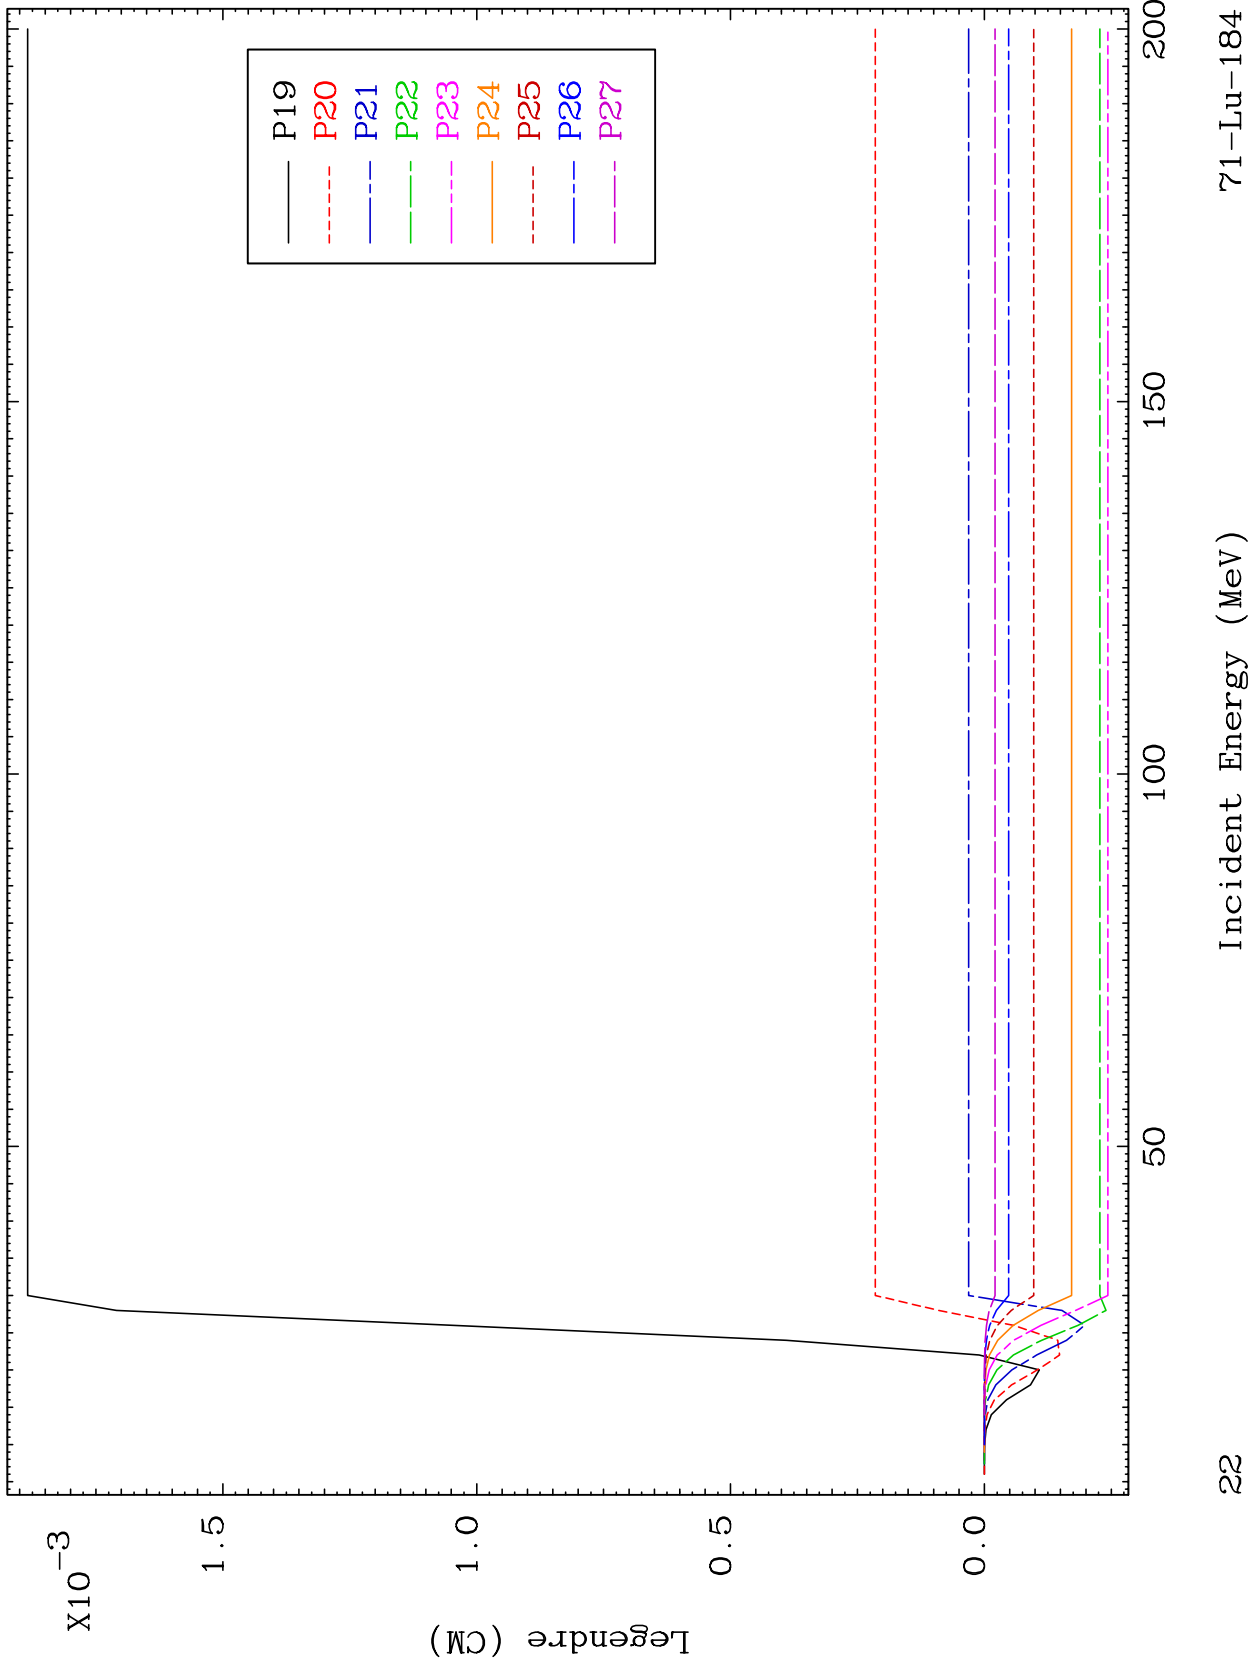 X10-3
1.5
1.0
0.5
0.0
Legendre (CM)
P19
P20
P21
P22
P23
P24
P25
P26
P27
50
100
150
200
22
Incident Energy (MeV)
71-Lu-184